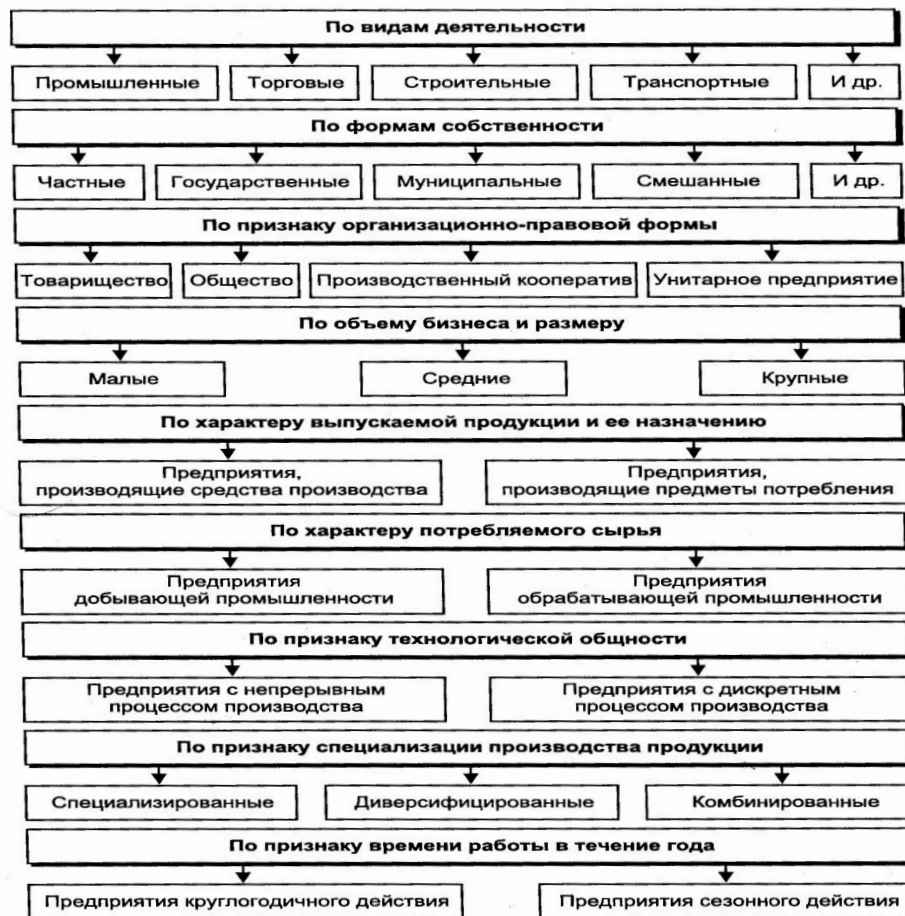 По видам деятельности
Промышленные Торговые Строительные Транспортные И др.
По формам собственности
Частные Государственные Муниципальные Смешанные И др.
По признаку организационно-правовой формы
Товарищество Общество Производственный кооператив Унитарное предприятие
По объему бизнеса и размеру
Малые Средние Крупные
По характеру выпускаемой продукции и ее назначению
Предприятия,
производящие средства производства
Предприятия,
производящие предметы потребления
По характеру потребляемого сырья
Предприятия
добывающей промышленности
Предприятия
обрабатывающей промышленности
По признаку технологической общности
Предприятия с непрерывным
процессом производства
Предприятия с дискретным
процессом производства
По признаку специализации производства продукции
Специализированные Диверсифицированные Комбинированные
По признаку времени работы в течение года
Предприятия круглогодичного действия Предприятия сезонного действия